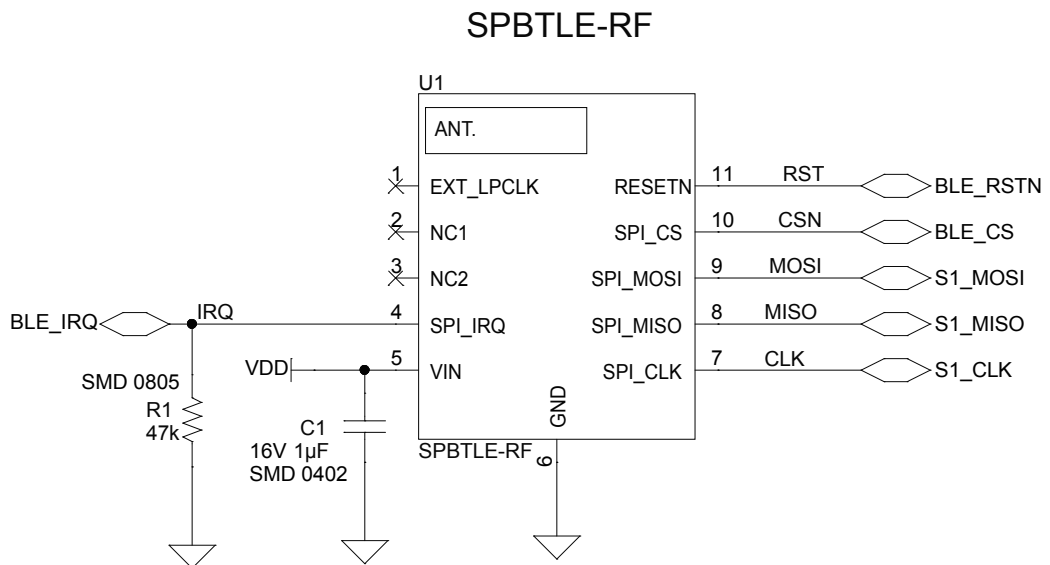 SPBTLE-RF
U1
ANT.
1 EXT_LPCLK
2 NC1
3 NC2
BLE_IRQ IRQ 4 SPI_IRQ
VDD 5 VIN
RESETN 11 RST BLE_RSTN
SPI_CS 10 CSN BLE_CS
SPI_MOSI 9 MOSI S1_MOSI
SPI_MISO 8 MISO S1_MISO
SPI_CLK 7 CLK S1_CLK
GND
6
SPBTLE-RF
SMD 0805
R1
47k
C1
16V 1µF
SMD 0402